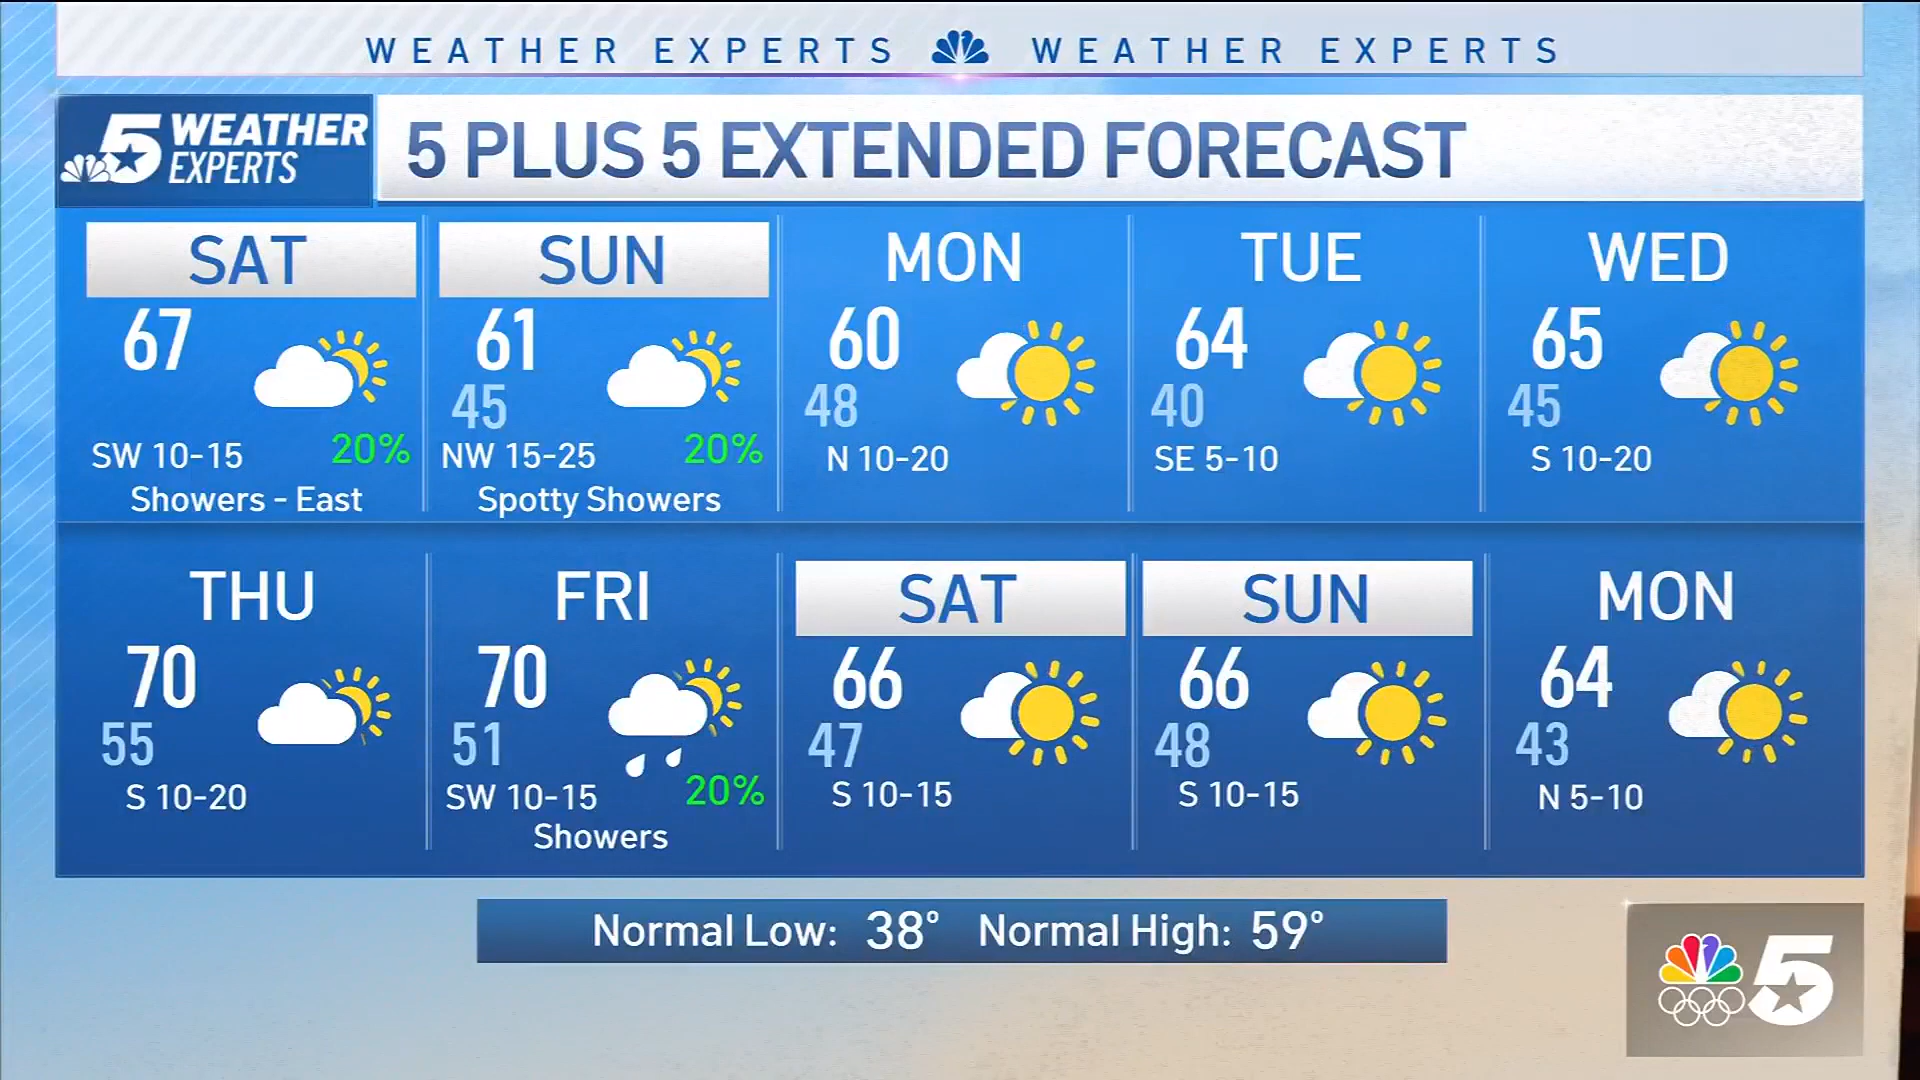 WEATHER EXPERTS WEATHER EXPERTS
5 WEATHER EXPERTS
5 PLUS 5 EXTENDED FORECAST
SAT
67
SW 10-15 20%
Showers - East
SUN
61
45
NW 15-25 20%
Spotty Showers
MON
60
48
N 10-20
TUE
64
40
SE 5-10
WED
65
45
S 10-20
THU
70
55
S 10-20
FRI
70
51
SW 10-15 20%
Showers
SAT
66
47
S 10-15
SUN
66
48
S 10-15
MON
64
43
N 5-10
Normal Low: 38° Normal High: 59°
5